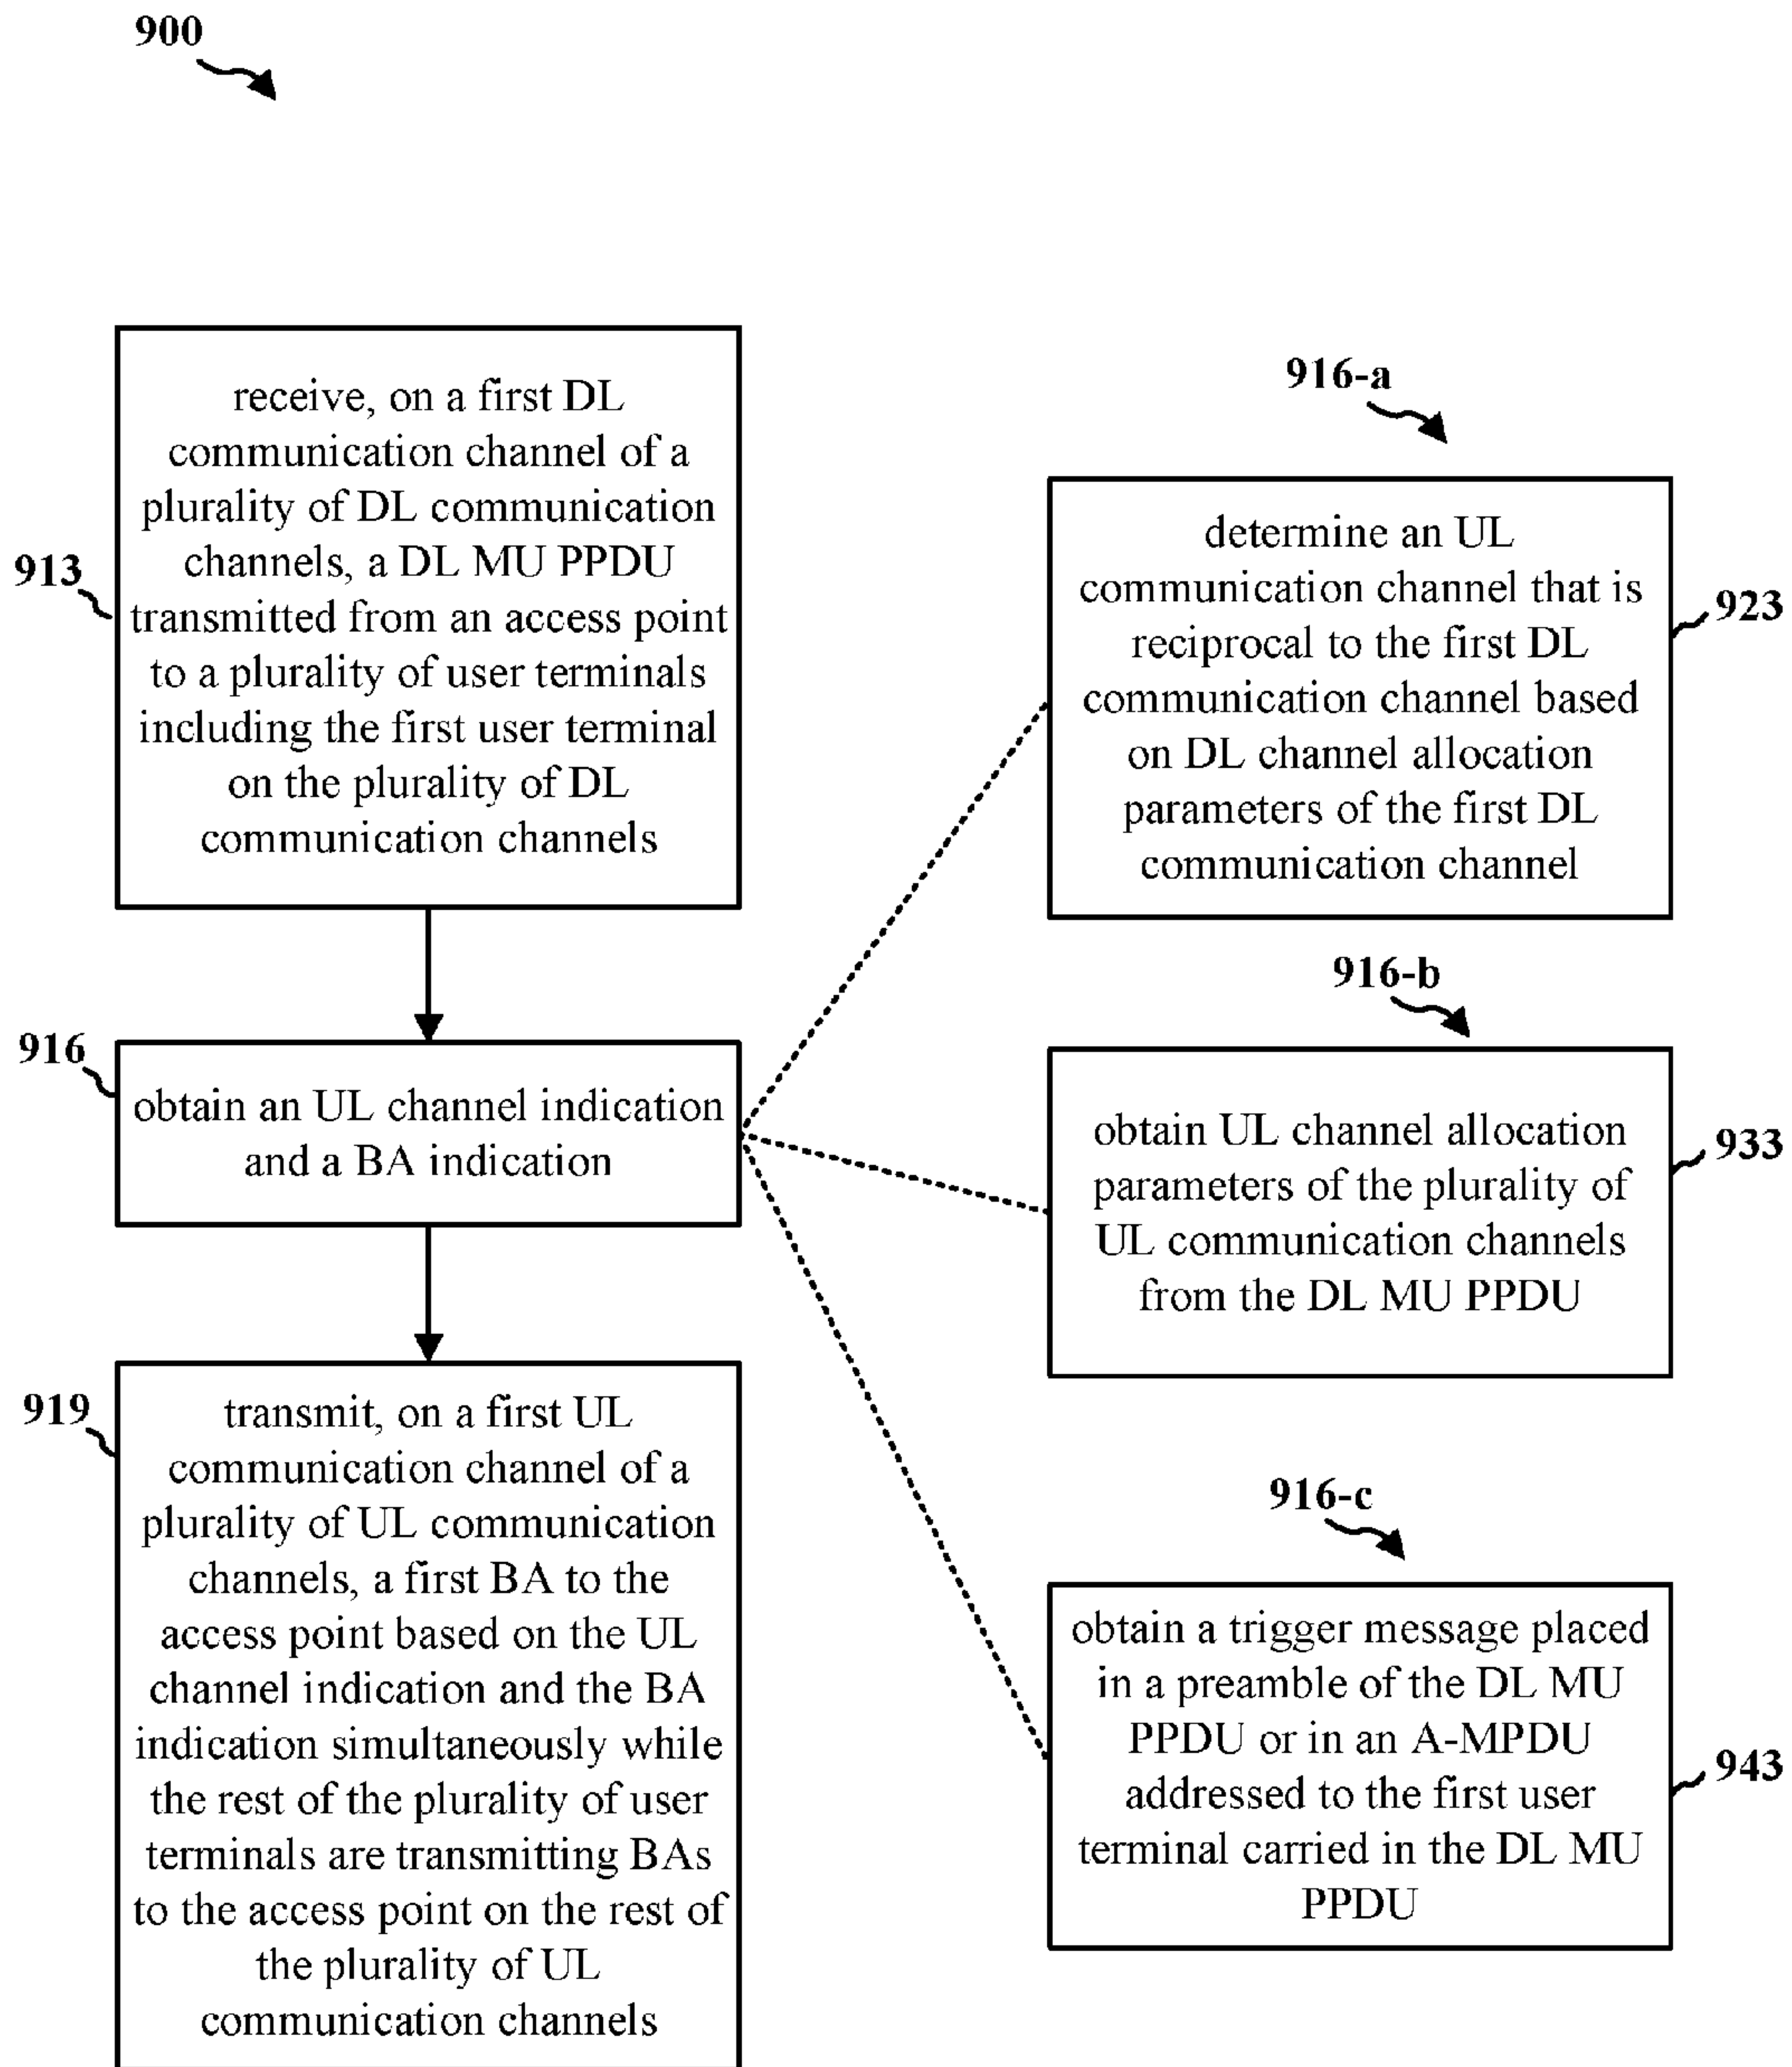 900
913
receive, on a first DL
communication channel of a
plurality of DL communication
channels, a DL MU PPDU
transmitted from an access point
to a plurality of user terminals
including the first user terminal
on the plurality of DL
communication channels
916
obtain an UL channel indication
and a BA indication
919
transmit, on a first UL
communication channel of a
plurality of UL communication
channels, a first BA to the
access point based on the UL
channel indication and the BA
indication simultaneously while
the rest of the plurality of user
terminals are transmitting BAs
to the access point on the rest of
the plurality of UL
communication channels
916-a
determine an UL
communication channel that is
reciprocal to the first DL
communication channel based
on DL channel allocation
parameters of the first DL
communication channel
923
916-b
obtain UL channel allocation
parameters of the plurality of
UL communication channels
from the DL MU PPDU
933
916-c
obtain a trigger message placed
in a preamble of the DL MU
PPDU or in an A-MPDU
addressed to the first user
terminal carried in the DL MU
PPDU
943